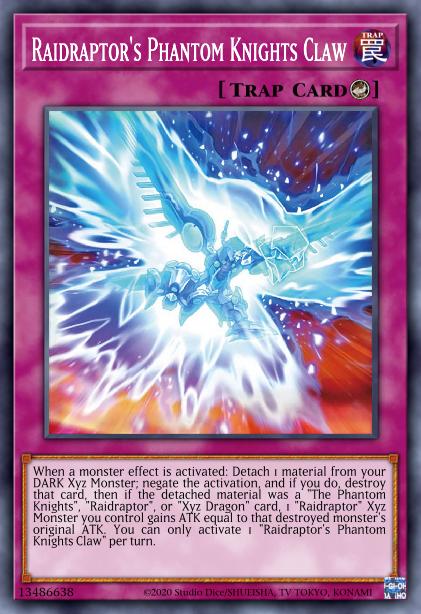 Raidraptor's Phantom Knights Claw
TRAP
罠
[Trap Card]
When a monster effect is activated: Detach 1 material from your
DARK Xyz Monster; negate the activation, and if you do, destroy
that card, then if the detached material was a "The Phantom
Knights", "Raidraptor", or "Xyz Dragon" card, 1 "Raidraptor" Xyz
Monster you control gains ATK equal to that destroyed monster's
original ATK. You can only activate 1 "Raidraptor's Phantom
Knights Claw" per turn.
13486638
©2020 Studio Dice/SHUEISHA, TV TOKYO, KONAMI